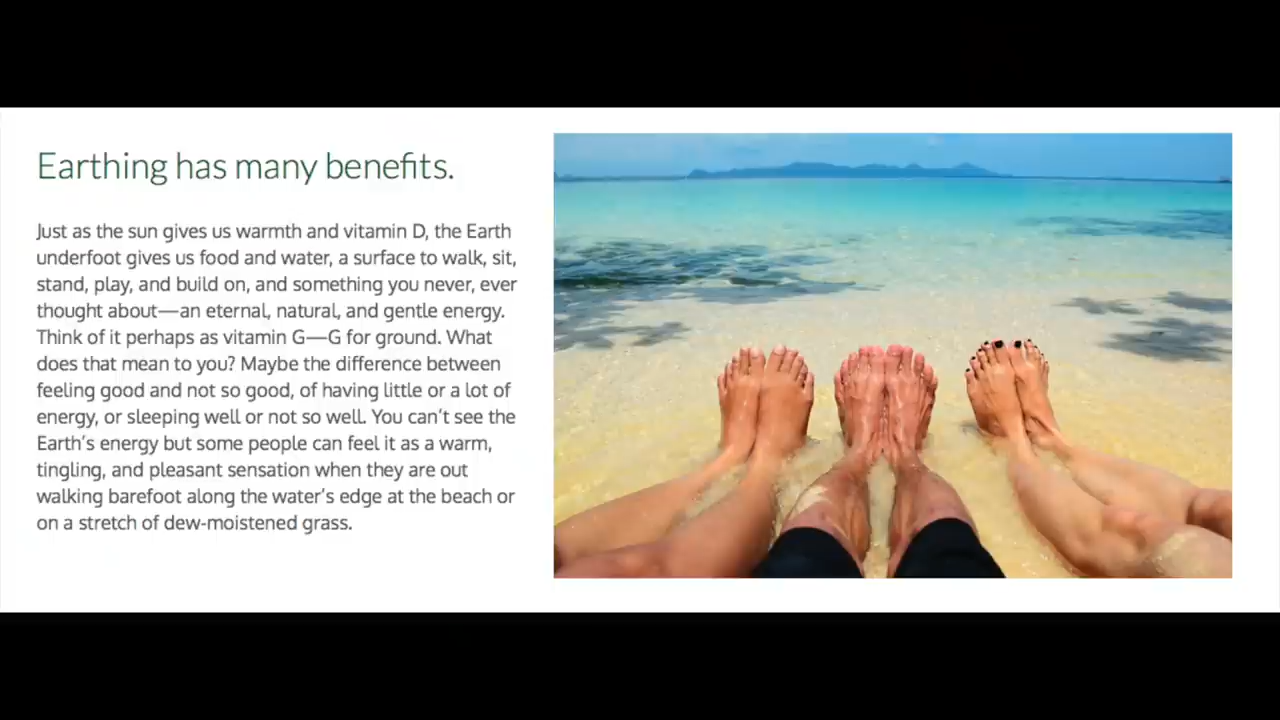 Earthing has many benefits.
Just as the sun gives us warmth and vitamin D, the Earth
underfoot gives us food and water, a surface to walk, sit,
stand, play, and build on, and something you never, ever
thought about—an eternal, natural, and gentle energy.
Think of it perhaps as vitamin G—G for ground. What
does that mean to you? Maybe the difference between
feeling good and not so good, of having little or a lot of
energy, or sleeping well or not so well. You can't see the
Earth's energy but some people can feel it as a warm,
tingling, and pleasant sensation when they are out
walking barefoot along the water's edge at the beach or
on a stretch of dew-moistened grass.